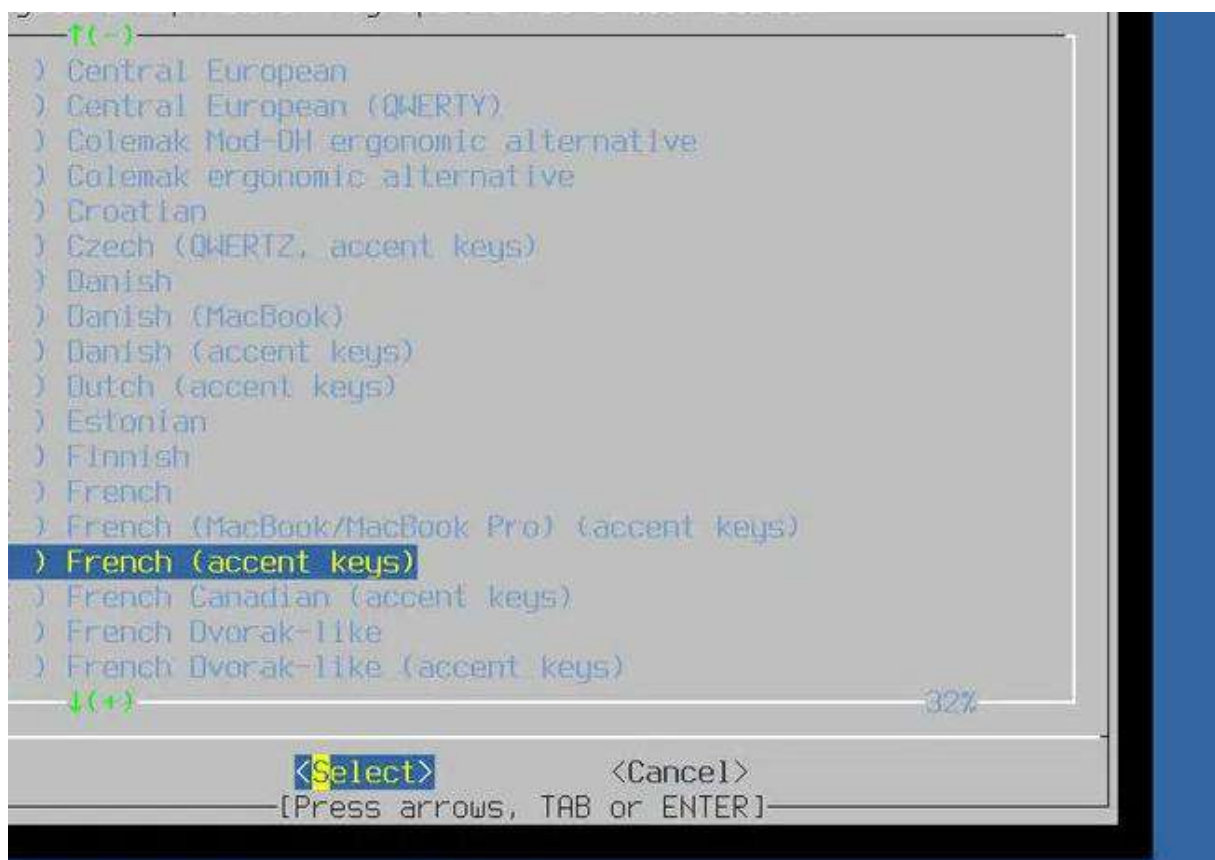 ↑(-)
) Central European
) Central European (QWERTY)
) Colemak Mod-DH ergonomic alternative
) Colemak ergonomic alternative
) Croatian
) Czech (QWERTZ, accent keys)
) Danish
) Danish (MacBook)
) Danish (accent keys)
) Dutch (accent keys)
) Estonian
) Finnish
) French
) French (MacBook/MacBook Pro) (accent keys)
) French (accent keys)
) French Canadian (accent keys)
) French Dvorak-like
) French Dvorak-like (accent keys)
↓(+) 32%
<Select> <Cancel>
[Press arrows, TAB or ENTER]